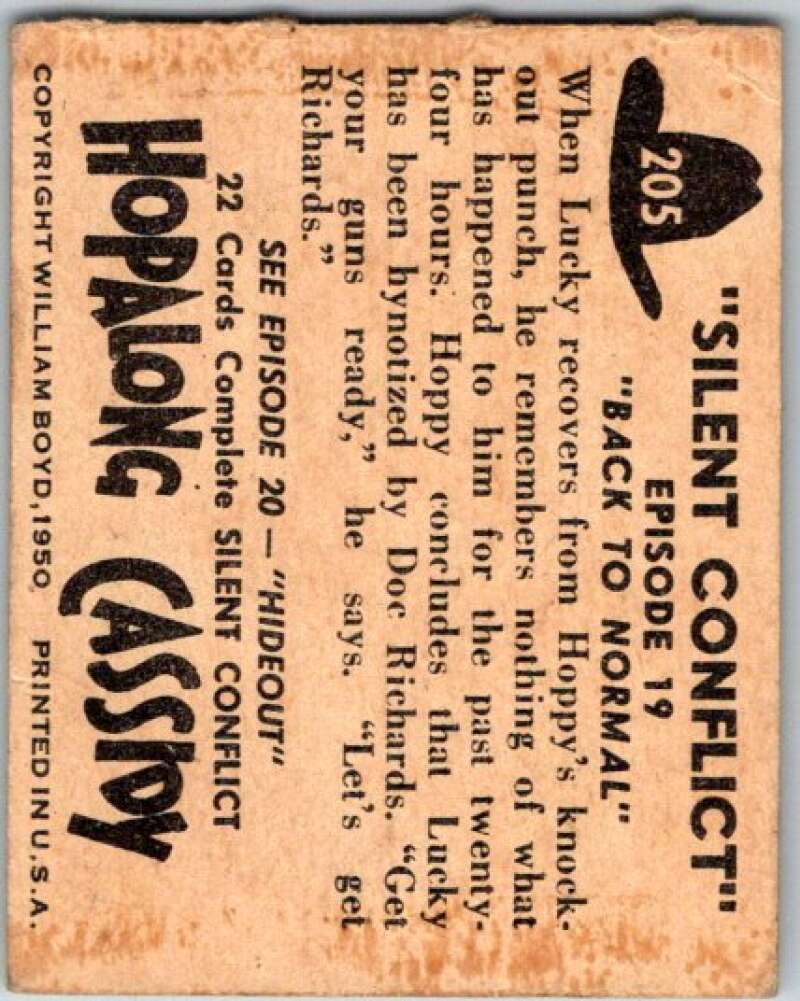 205
"SILENT CONFLICT"
EPISODE 19
"BACK TO NORMAL"
When Lucky recovers from Hoppy's knock-
out punch, he remembers nothing of what
has happened to him for the past twenty-
four hours. Hoppy concludes that Lucky
has been hynotized by Doc Richards. "Get
your guns ready," he says. "Let's get
Richards."
SEE EPISODE 20 — "HIDEOUT"
22 Cards Complete SILENT CONFLICT
HOPALONG CASSIDY
COPYRIGHT WILLIAM BOYD, 1950 PRINTED IN U.S.A.